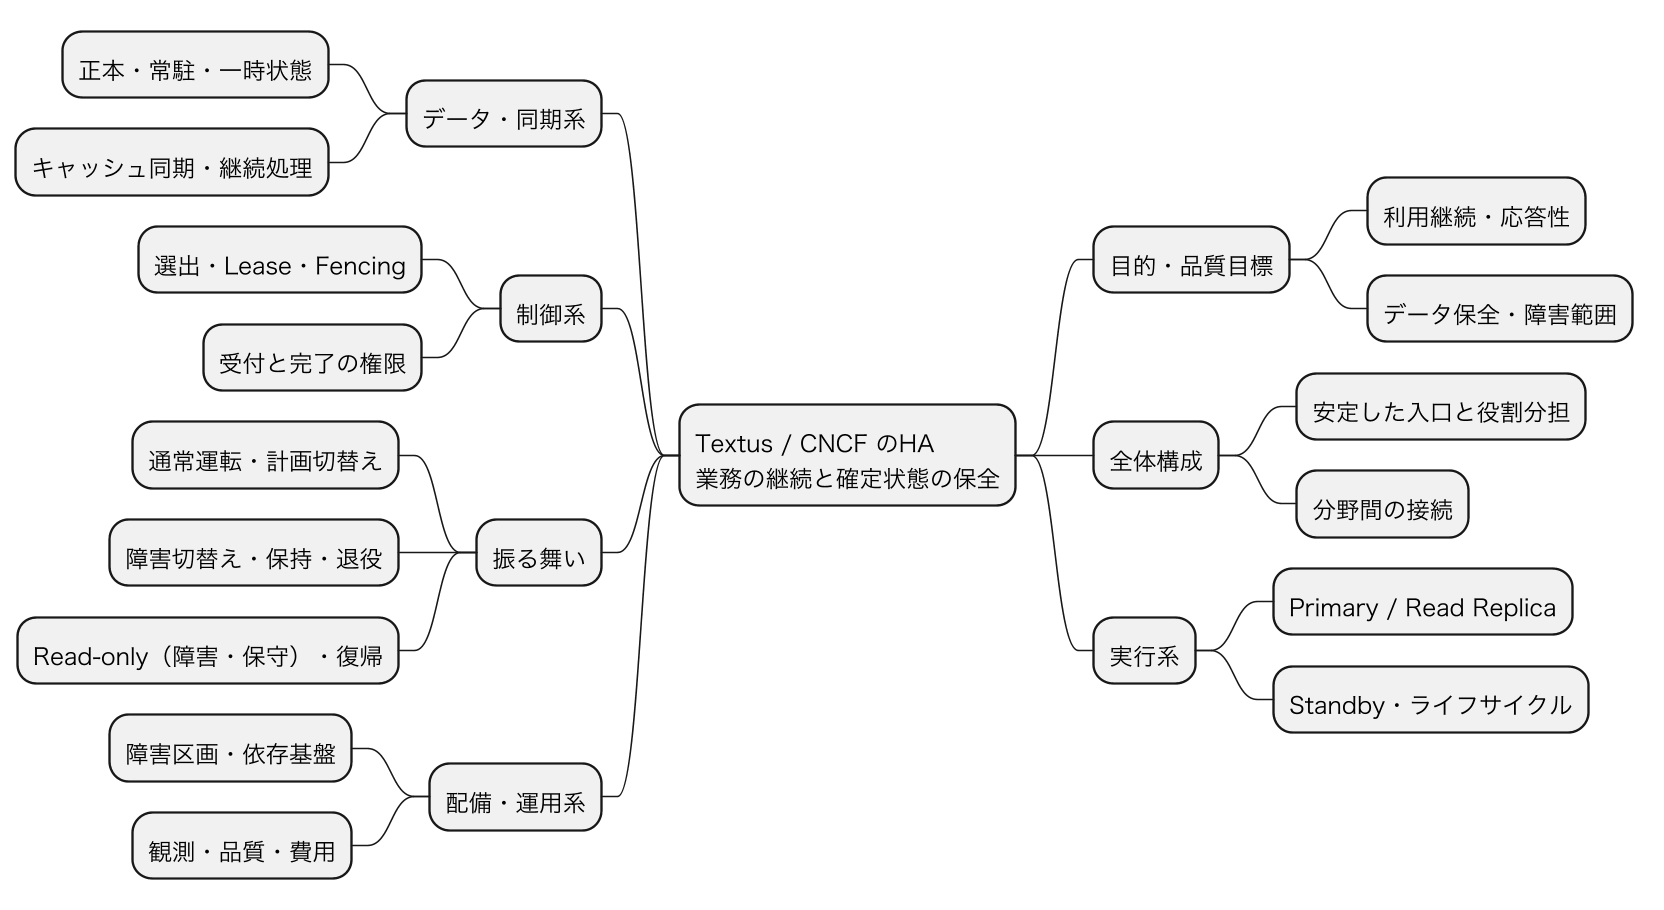 Textus / CNCF のHA
業務の継続と確定状態の保全
目的・品質目標
利用継続・応答性
データ保全・障害範囲
全体構成
安定した入口と役割分担
分野間の接続
実行系
Primary / Read Replica
Standby・ライフサイクル
データ・同期系
正本・常駐・一時状態
キャッシュ同期・継続処理
制御系
選出・Lease・Fencing
受付と完了の権限
振る舞い
通常運転・計画切替え
障害切替え・保持・退役
Read-only（障害・保守）・復帰
配備・運用系
障害区画・依存基盤
観測・品質・費用